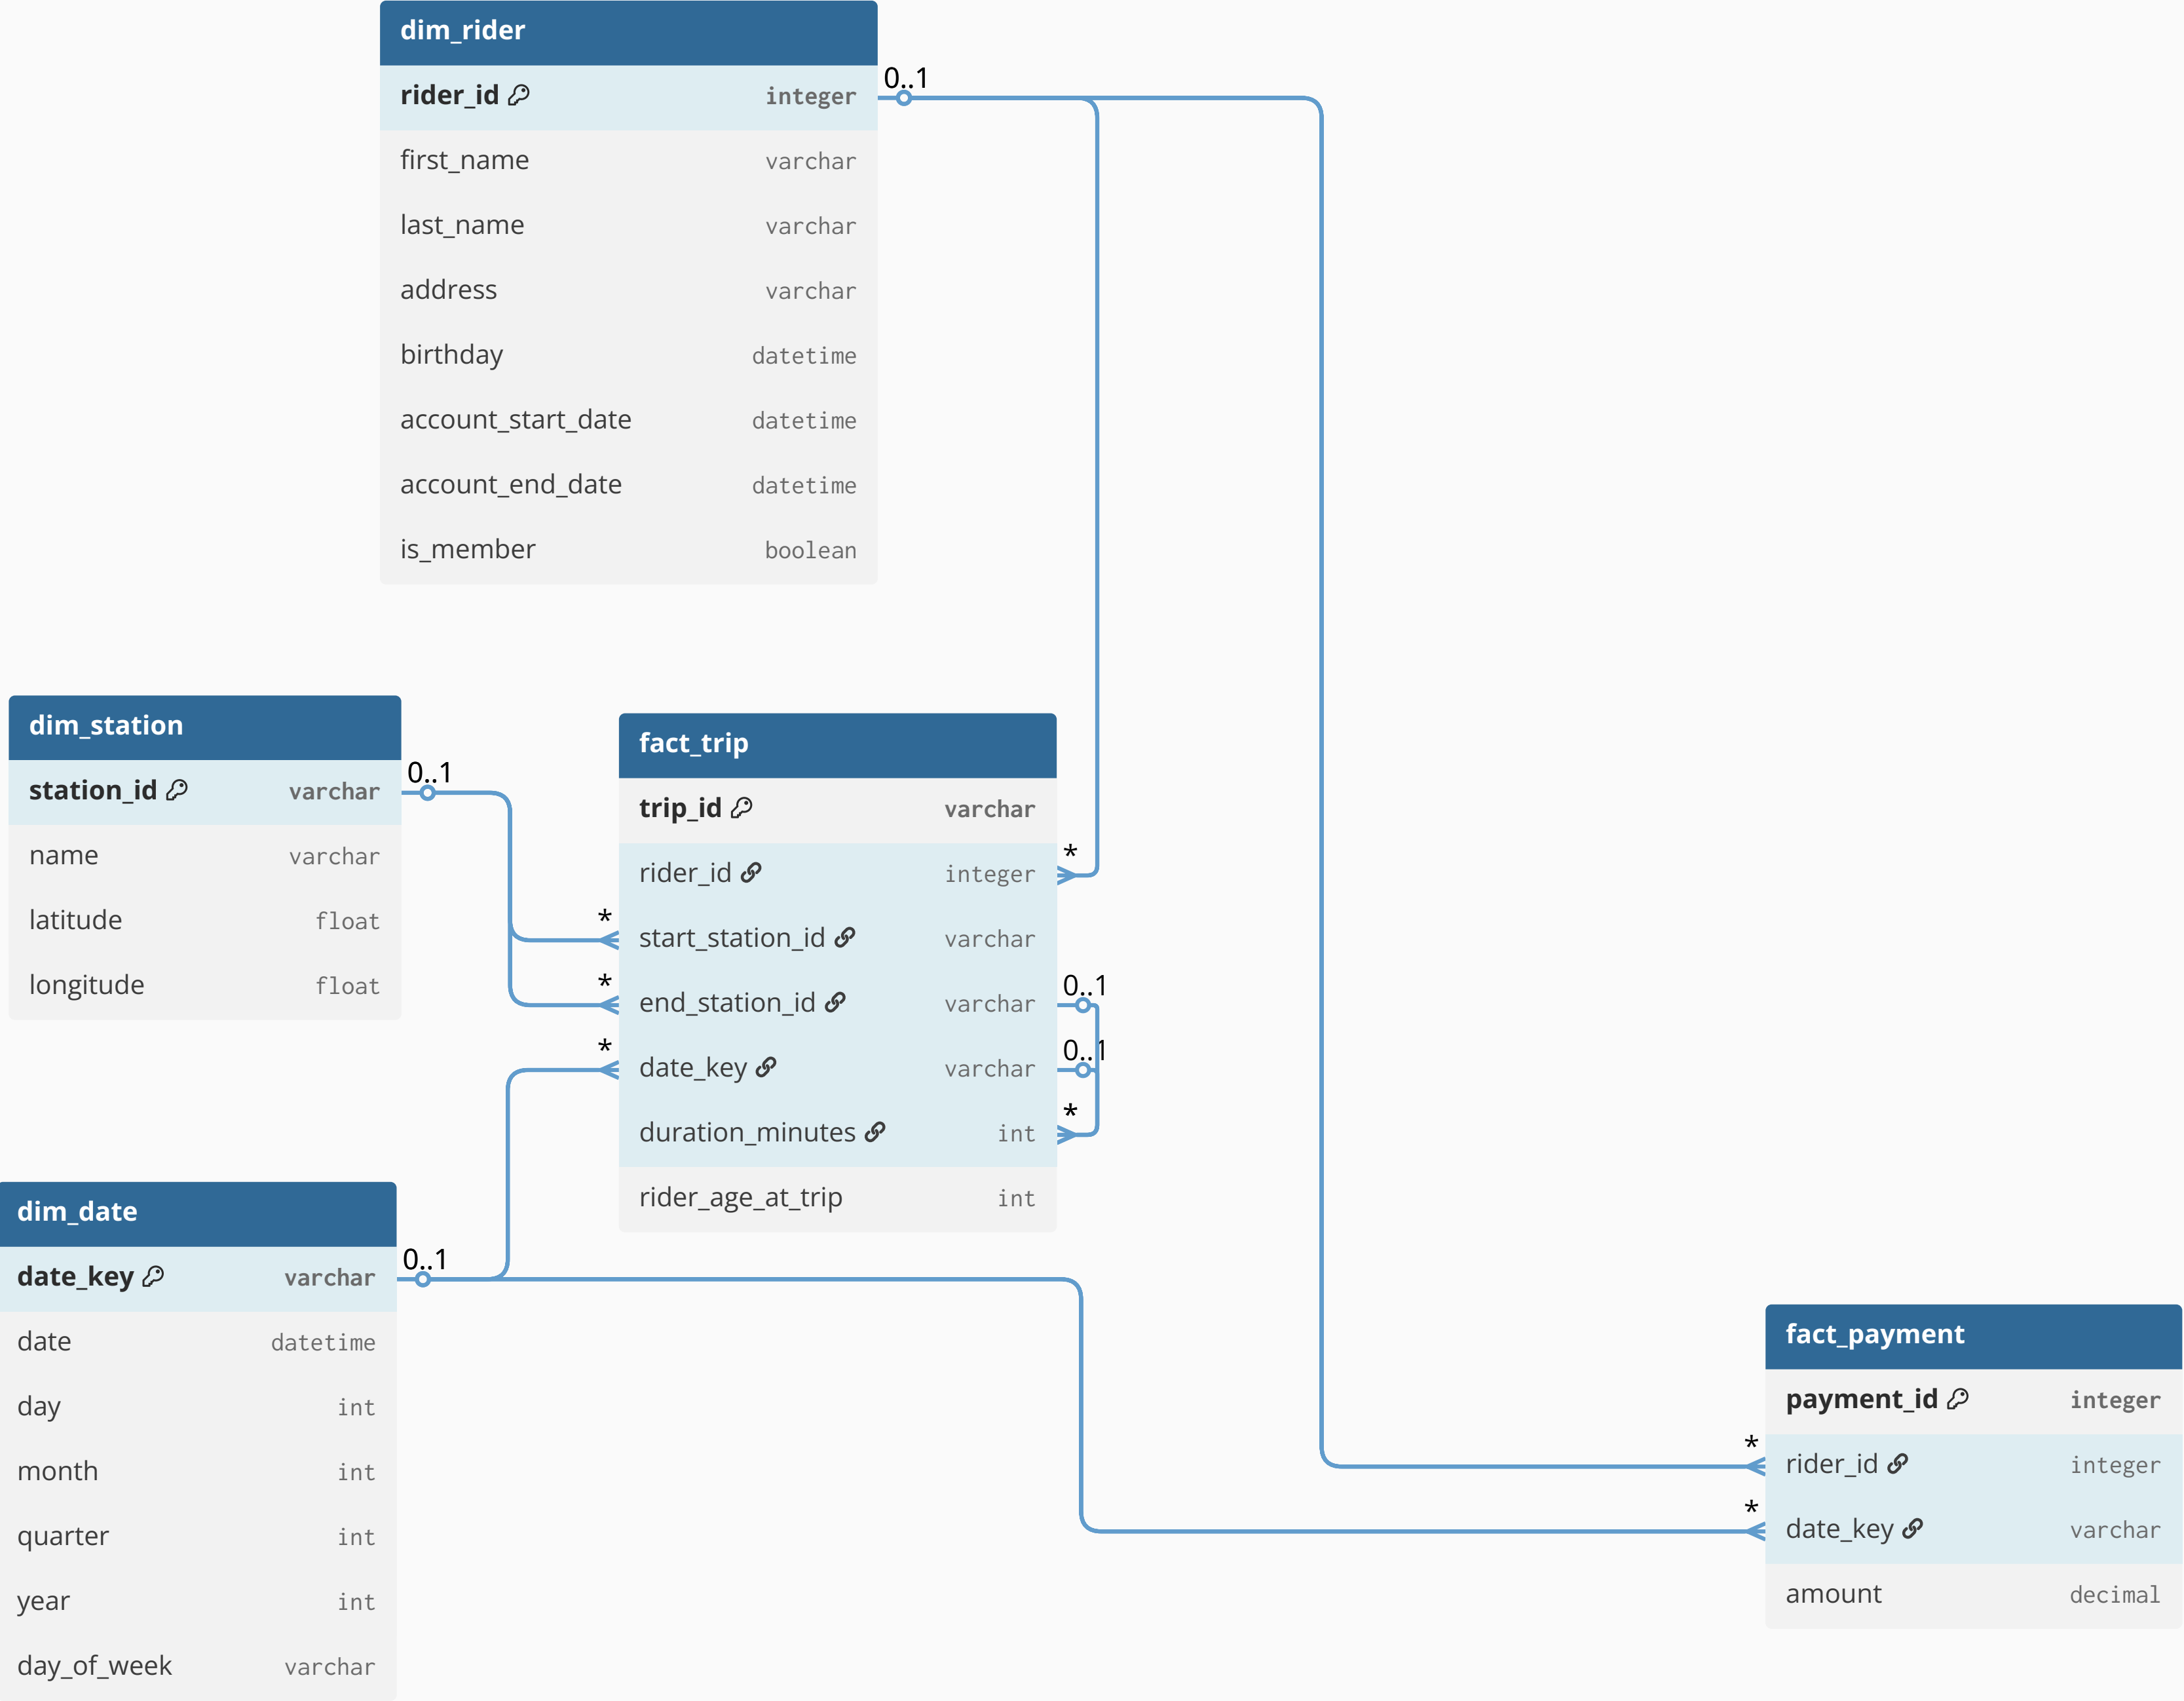 dim_rider
rider_id integer
0..1
first_name varchar
last_name varchar
address varchar
birthday datetime
account_start_date datetime
account_end_date datetime
is_member boolean
dim_station
station_id varchar
0..1
name varchar
latitude float
longitude float
fact_trip
trip_id varchar
rider_id integer
*
*
start_station_id varchar
*
end_station_id varchar
0..1
*
date_key varchar
0..1
duration_minutes int
*
rider_age_at_trip int
dim_date
date_key varchar
0..1
date datetime
day int
month int
quarter int
year int
day_of_week varchar
fact_payment
payment_id integer
*
rider_id integer
*
date_key varchar
amount decimal